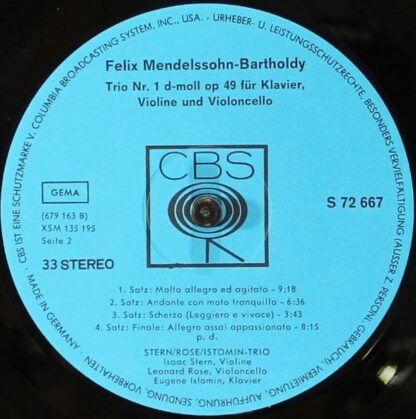 CBS IST EINE SCHUTZMARKE V. COLUMBIA BROADCASTING SYSTEM, INC., USA. - URHEBER- U. LEISTUNGSSCHUTZRECHTE, BESONDERS VERVIELFÄLTIGUNG (AUSSER Z. PERSÖNL. GEBRAUCH), VERMIETUNG, AUFFÜHRUNG, SENDUNG, VORBEHALTEN · MADE IN GERMANY ·
Felix Mendelssohn-Bartholdy
Trio Nr. 1 d-moll op 49 für Klavier,
Violine und Violoncello
CBS
GEMA
S 72 667
(679 163 B)
XSM 135 195
Seite 2
33 STEREO
1. Satz: Molto allegro ed agitato - 9:18
2. Satz: Andante con moto tranquillo - 6:36
3. Satz: Scherzo (Leggiero e vivace) - 3:43
4. Satz: Finale: Allegro assai appassionato - 8:15
p. d.
STERN/ROSE/ISTOMIN-TRIO
Isaac Stern, Violine
Leonard Rose, Violoncello
Eugene Istomin, Klavier